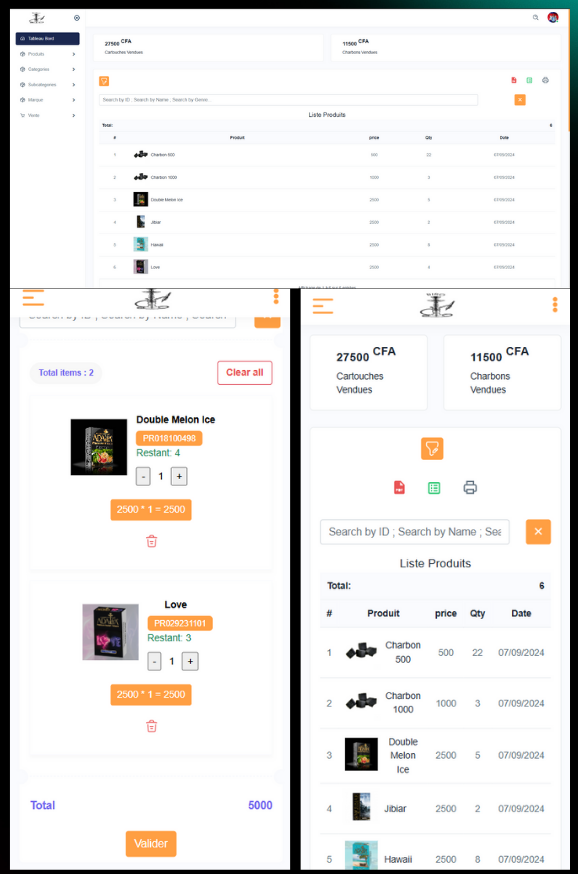 Tableau Bord
Produits
Categories
Subcategories
Marque
Vente
27500 CFA
Cartouches Vendues
11500 CFA
Charbons Vendues
Search by ID ; Search by Name ; Search by Genre...
Liste Produits
Total: 6
# Produit price Qty Date
1 Charbon 500 500 22 07/09/2024
2 Charbon 1000 1000 3 07/09/2024
3 Double Melon Ice 2500 5 07/09/2024
4 Jibiar 2500 2 07/09/2024
5 Hawaii 2500 8 07/09/2024
6 Love 2500 4 07/09/2024
Search by ID ; Search by Name ; Search
Total items : 2
Clear all
Double Melon Ice
PR018100498
Restant: 4
- 1 +
2500 * 1 = 2500
Love
PR029231101
Restant: 3
- 1 +
2500 * 1 = 2500
Total 5000
Valider
27500 CFA
Cartouches
Vendues
11500 CFA
Charbons
Vendues
Search by ID ; Search by Name ; Sea
Liste Produits
Total: 6
# Produit price Qty Date
1 Charbon 500 500 22 07/09/2024
2 Charbon 1000 1000 3 07/09/2024
3 Double Melon Ice 2500 5 07/09/2024
4 Jibiar 2500 2 07/09/2024
5 Hawaii 2500 8 07/09/2024